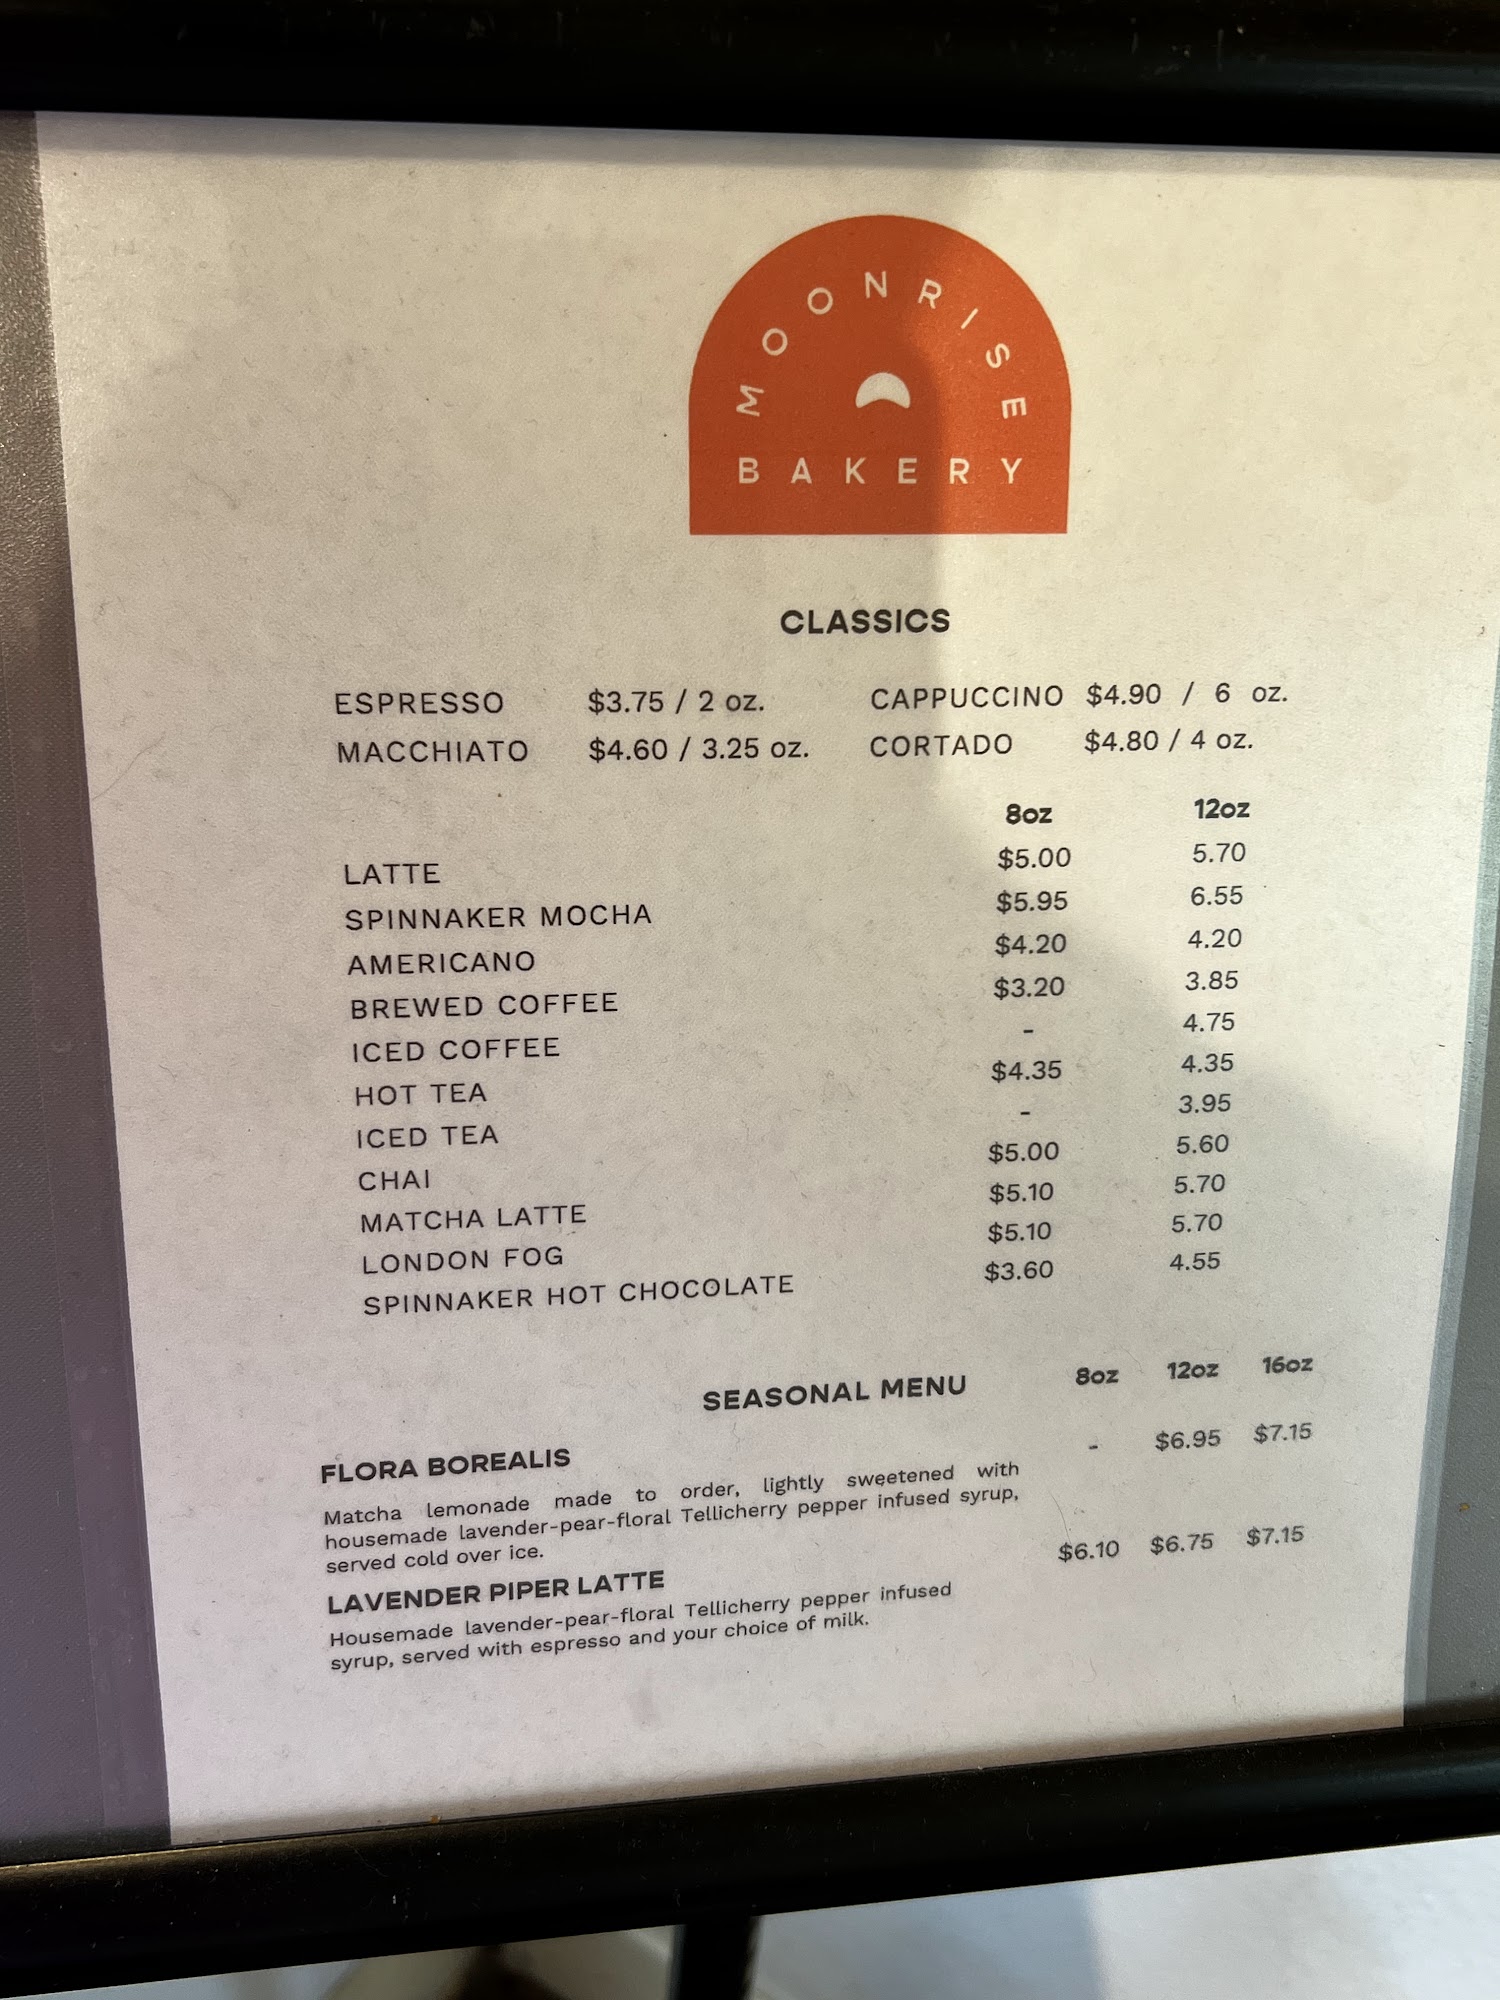 MOONRISE
BAKERY
CLASSICS
ESPRESSO $3.75 / 2 oz. CAPPUCCINO $4.90 / 6 oz.
MACCHIATO $4.60 / 3.25 oz. CORTADO $4.80 / 4 oz.
8oz 12oz
LATTE $5.00 5.70
SPINNAKER MOCHA $5.95 6.55
AMERICANO $4.20 4.20
BREWED COFFEE $3.20 3.85
ICED COFFEE - 4.75
HOT TEA $4.35 4.35
ICED TEA - 3.95
CHAI $5.00 5.60
MATCHA LATTE $5.10 5.70
LONDON FOG $5.10 5.70
SPINNAKER HOT CHOCOLATE $3.60 4.55
SEASONAL MENU 8oz 12oz 16oz
FLORA BOREALIS - $6.95 $7.15
Matcha lemonade made to order, lightly sweetened with
housemade lavender-pear-floral Tellicherry pepper infused syrup,
served cold over ice.
LAVENDER PIPER LATTE $6.10 $6.75 $7.15
Housemade lavender-pear-floral Tellicherry pepper infused
syrup, served with espresso and your choice of milk.